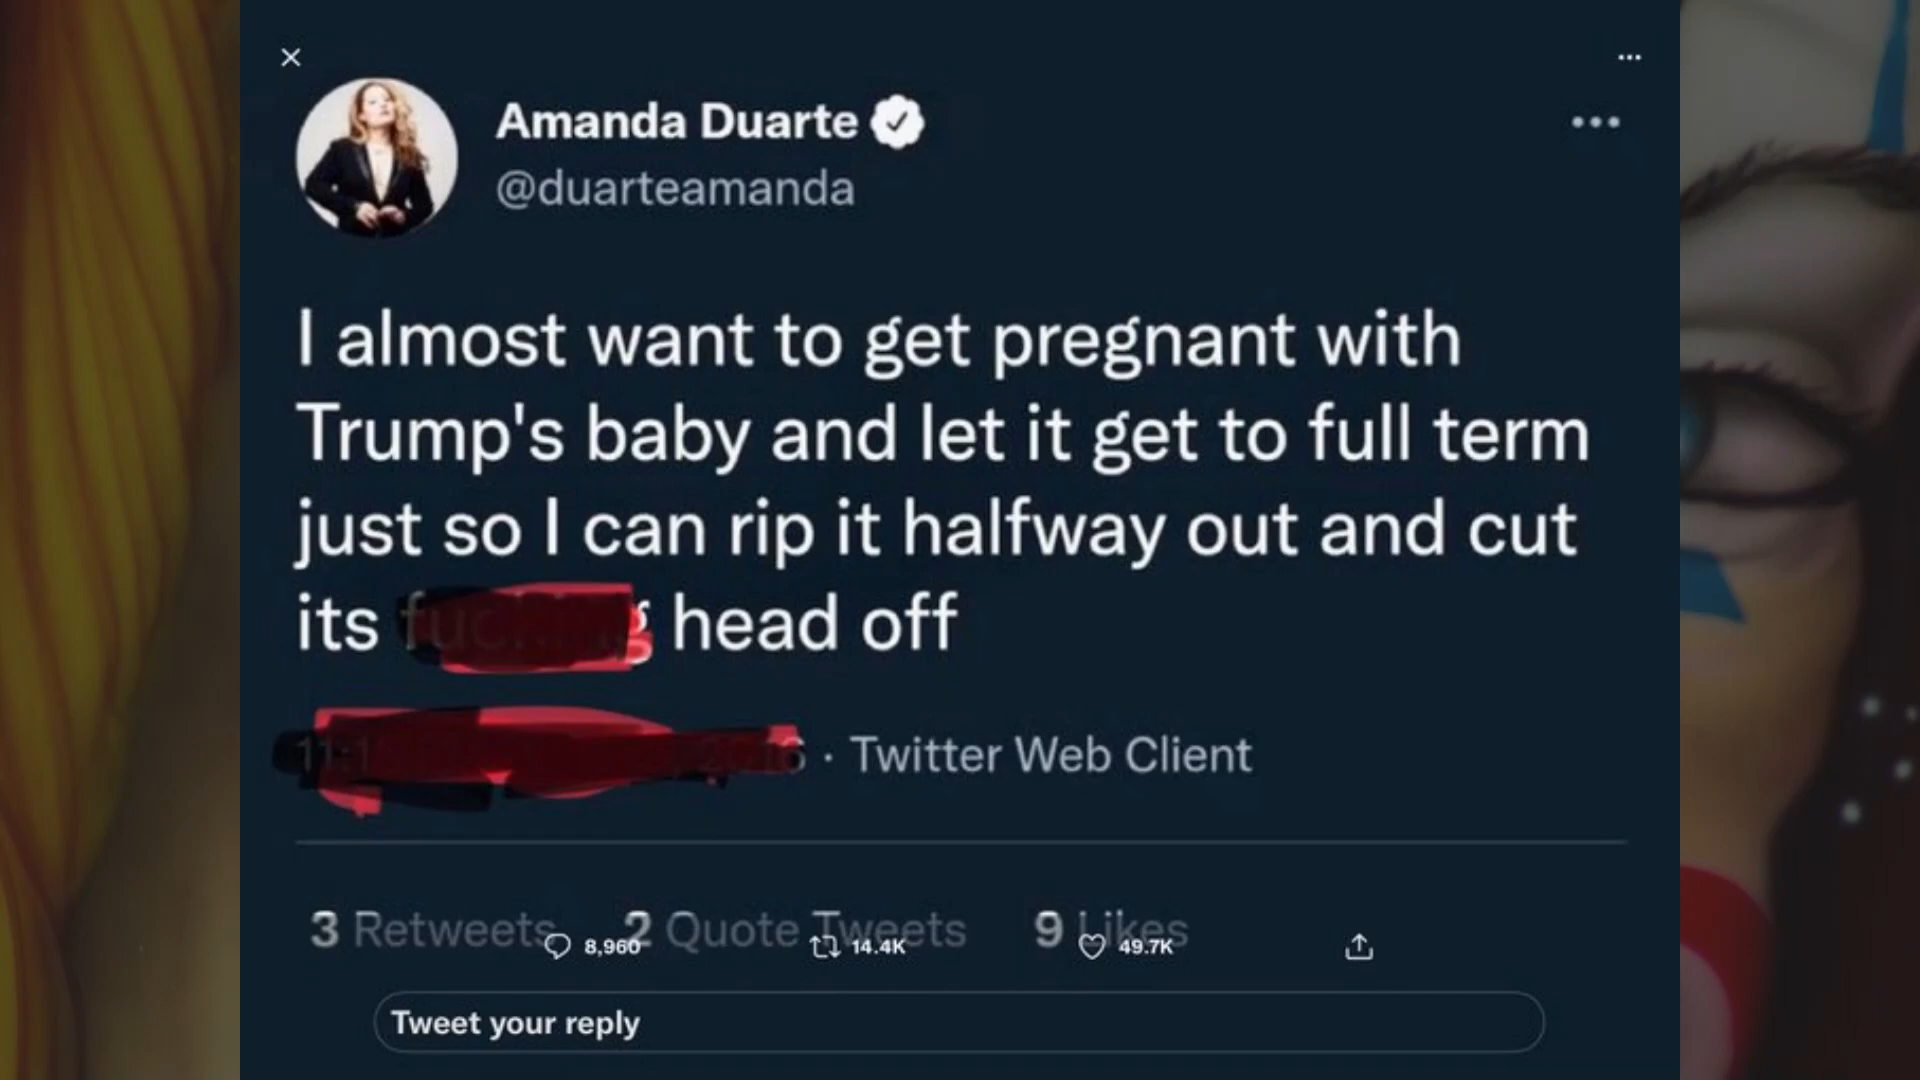 Amanda Duarte
@duarteamanda
I almost want to get pregnant with
Trump's baby and let it get to full term
just so I can rip it halfway out and cut
its fucking head off
· Twitter Web Client
3 Retweets 2 Quote Tweets 9 Likes
8,960 14.4K 49.7K
Tweet your reply